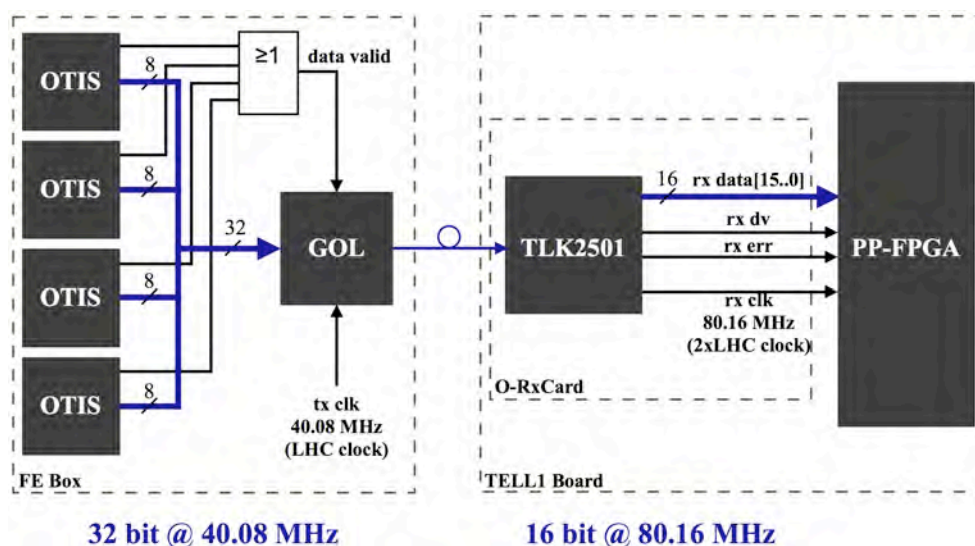 OTIS
8
OTIS
8
OTIS
8
OTIS
8
≥1
data valid
32
GOL
tx clk
40.08 MHz
(LHC clock)
FE Box
TLK2501
16
rx data[15..0]
rx dv
rx err
rx clk
80.16 MHz
(2xLHC clock)
O-RxCard
PP-FPGA
TELL1 Board
32 bit @ 40.08 MHz
16 bit @ 80.16 MHz